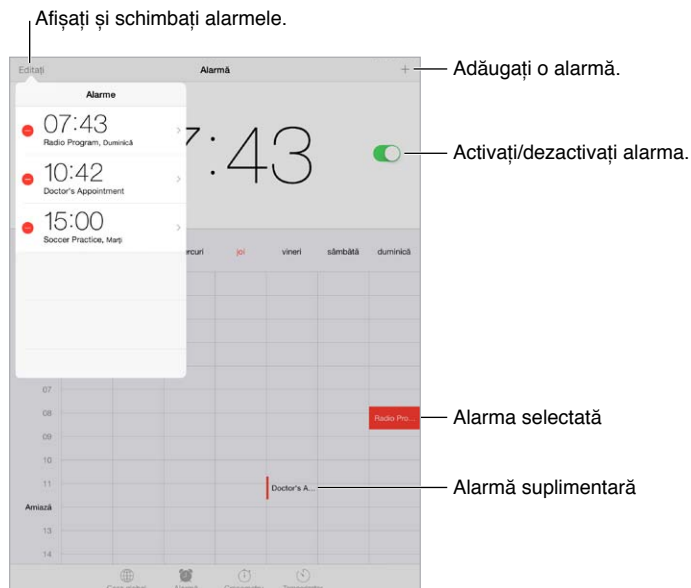 Afișați și schimbați alarmele.
Editați
Alarmă
Adăugați o alarmă.
Alarme
07:43
Radio Program, Duminică
10:42
Doctor's Appointment
15:00
Soccer Practice, Marți
:43
Activați/dezactivați alarma.
joi vineri sâmbătă duminică
07
08
Radio Pro...
Alarma selectată
09
10
11
Doctor's A...
Alarmă suplimentară
Amiază
13
14
Alarmă